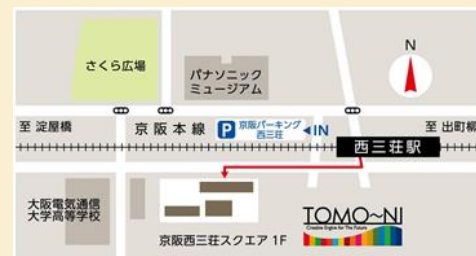 さくら広場
パナソニック
ミュージアム
N
至 淀屋橋
京阪本線
P
京阪パーキング
西三荘
◀IN
至 出町柳
西三荘駅
大阪電気通信
大学高等学校
京阪西三荘スクエア 1F
TOMO~NI
Creative Engine for The Future